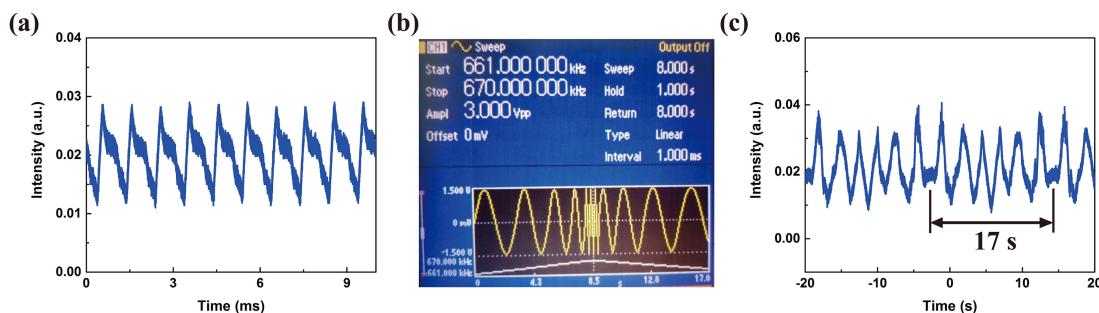 (a)
0.04
0.03
0.02
0.01
0.00
Intensity (a.u.)
0
3
6
9
Time (ms)
(b)
CH1 Sweep Output Off
Start 661.000 000 kHz Sweep 8.000 s
Stop 670.000 000 kHz Hold 1.000 s
Ampl 3.000 Vpp Return 8.000 s
Offset 0 mV Type Linear
Interval 1.000 ms
1.500 V
0 mV
-1.500 V
670.000 kHz
661.000 kHz
0 4.3 8.5 12.8 17.0
s
(c)
0.06
0.04
0.02
0.00
Intensity (a.u.)
17 s
-20 -10 0 10 20
Time (s)